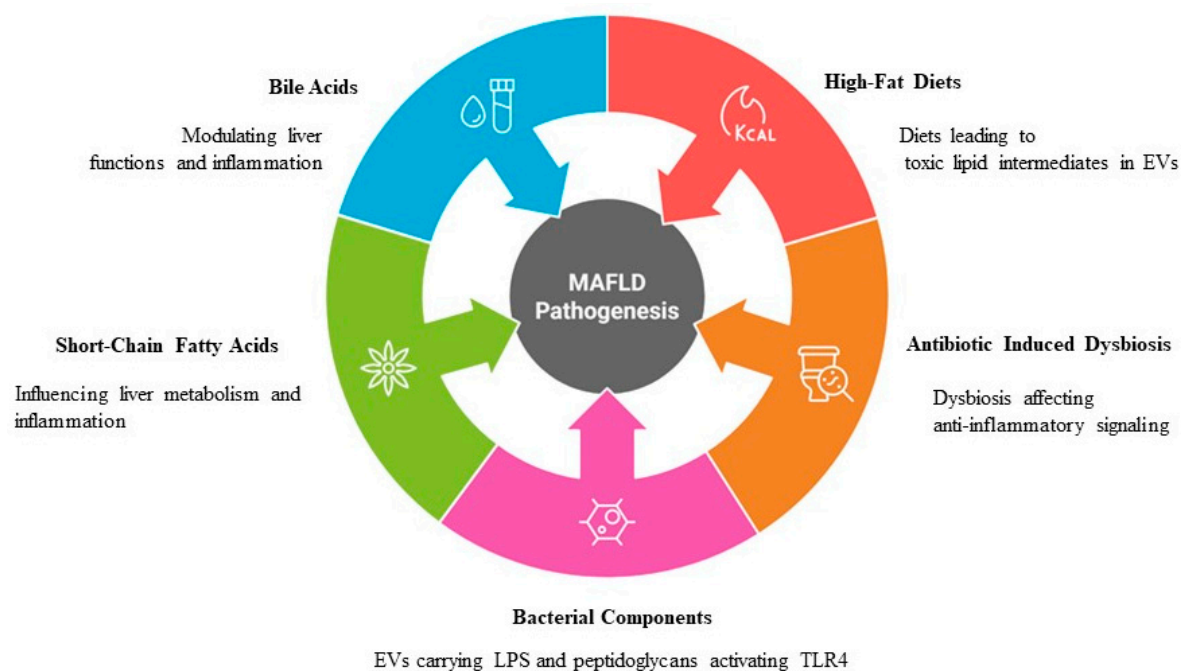 Bile Acids
Modulating liver
functions and inflammation
High-Fat Diets
KCAL
Diets leading to
toxic lipid intermediates in EVs
MAFLD
Pathogenesis
Short-Chain Fatty Acids
Influencing liver metabolism and
inflammation
Antibiotic Induced Dysbiosis
Dysbiosis affecting
anti-inflammatory signaling
Bacterial Components
EVs carrying LPS and peptidoglycans activating TLR4